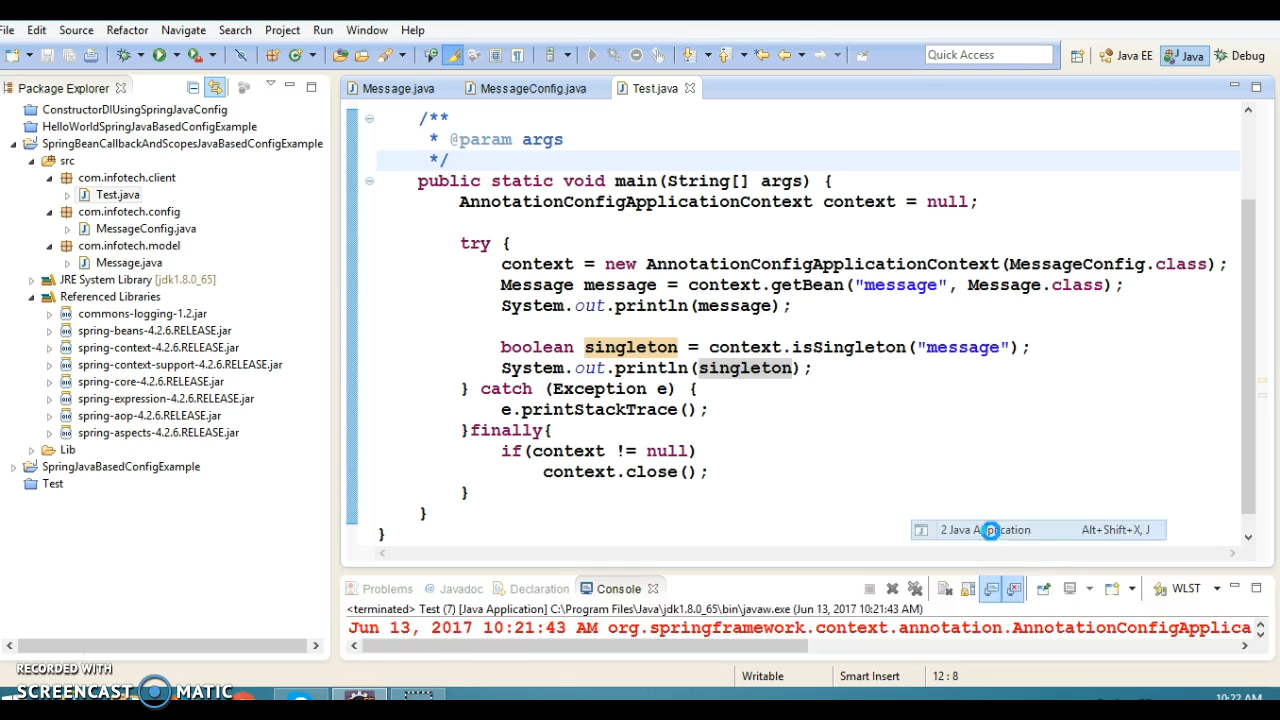 File Edit Source Refactor Navigate Search Project Run Window Help
Quick Access
Java EE
Java
Debug
Package Explorer
Message.java
MessageConfig.java
Test.java
ConstructorDIUsingSpringJavaConfig
HelloWorldSpringJavaBasedConfigExample
SpringBeanCallbackAndScopesJavaBasedConfigExample
src
com.infotech.client
Test.java
com.infotech.config
MessageConfig.java
com.infotech.model
Message.java
JRE System Library [jdk1.8.0_65]
Referenced Libraries
commons-logging-1.2.jar
spring-beans-4.2.6.RELEASE.jar
spring-context-4.2.6.RELEASE.jar
spring-context-support-4.2.6.RELEASE.jar
spring-core-4.2.6.RELEASE.jar
spring-expression-4.2.6.RELEASE.jar
spring-aop-4.2.6.RELEASE.jar
spring-aspects-4.2.6.RELEASE.jar
Lib
SpringJavaBasedConfigExample
Test
/**
* @param args
*/
public static void main(String[] args) {
AnnotationConfigApplicationContext context = null;
try {
context = new AnnotationConfigApplicationContext(MessageConfig.class);
Message message = context.getBean("message", Message.class);
System.out.println(message);
boolean singleton = context.isSingleton("message");
System.out.println(singleton);
} catch (Exception e) {
e.printStackTrace();
}finally{
if(context != null)
context.close();
}
}
}
2 Java Application Alt+Shift+X, J
Problems
Javadoc
Declaration
Console
WLST
<terminated> Test (7) [Java Application] C:\Program Files\Java\jdk1.8.0_65\bin\javaw.exe (Jun 13, 2017 10:21:43 AM)
Jun 13, 2017 10:21:43 AM org.springframework.context.annotation.AnnotationConfigApplica
Writable
Smart Insert
12 : 8
RECORDED WITH
SCREENCAST MATIC
10:22 AM